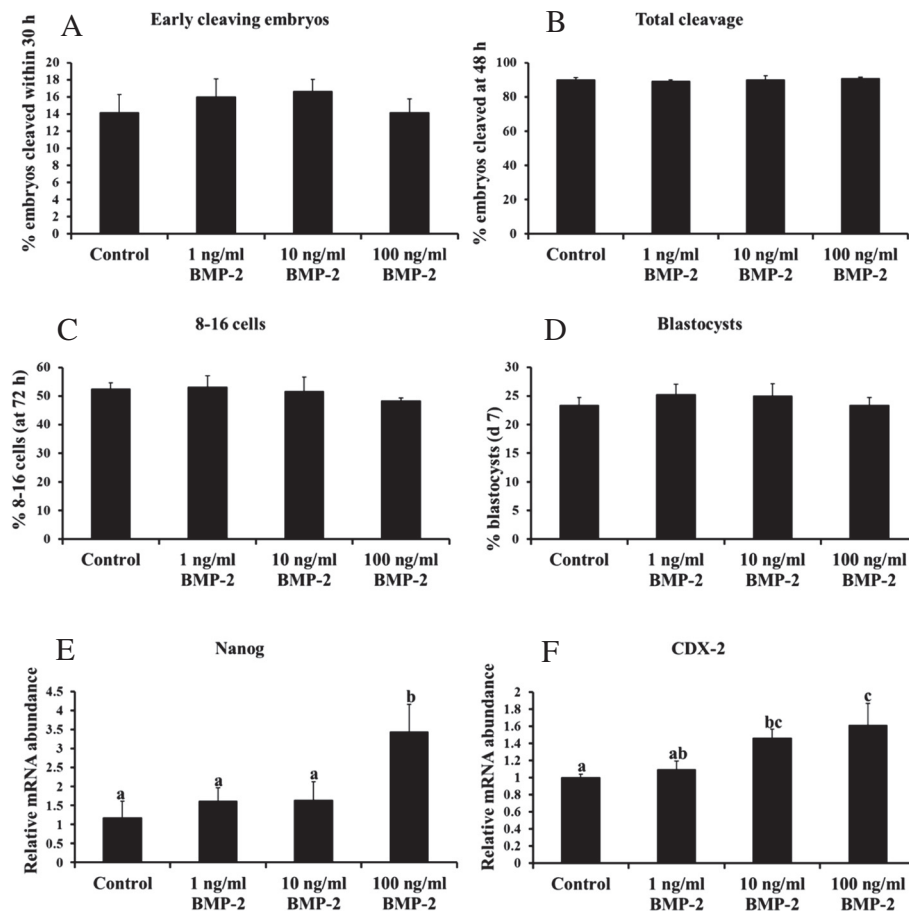 A
Early cleaving embryos
% embryos cleaved within 30 h
20
18
16
14
12
10
8
6
4
2
0
Control
1 ng/ml
BMP-2
10 ng/ml
BMP-2
100 ng/ml
BMP-2
B
Total cleavage
% embryos cleaved at 48 h
100
80
60
40
20
0
Control
1 ng/ml
BMP-2
10 ng/ml
BMP-2
100 ng/ml
BMP-2
C
8-16 cells
% 8-16 cells (at 72 h)
60
50
40
30
20
10
0
Control
1 ng/ml
BMP-2
10 ng/ml
BMP-2
100 ng/ml
BMP-2
D
Blastocysts
% blastocysts (d 7)
30
25
20
15
10
5
0
Control
1 ng/ml
BMP-2
10 ng/ml
BMP-2
100 ng/ml
BMP-2
E
Nanog
Relative mRNA abundance
4.5
4
3.5
3
2.5
2
1.5
1
0.5
0
a
a
a
b
Control
1 ng/ml
BMP-2
10 ng/ml
BMP-2
100 ng/ml
BMP-2
F
CDX-2
Relative mRNA abundance
2
1.8
1.6
1.4
1.2
1
0.8
0.6
0.4
0.2
0
a
ab
bc
c
Control
1 ng/ml
BMP-2
10 ng/ml
BMP-2
100 ng/ml
BMP-2